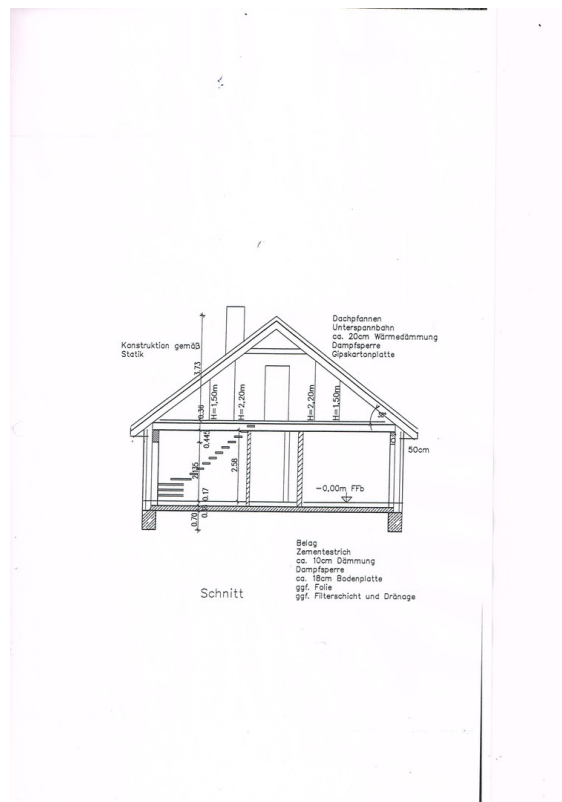 Dachpfannen
Unterspannbahn
ca. 20cm Wärmedämmung
Dampfsperre
Gipskartonplatte
Konstruktion gemäß
Statik
3.73
0.36
H=1,50m
H=2,20m
H=2,20m
H=1,50m
0.445
2.58
50cm
0.17
0.70
-0,00m FFb
Belag
Zementestrich
ca. 10cm Dämmung
Dampfsperre
ca. 18cm Bodenplatte
ggf. Folie
ggf. Filterschicht und Dränage
Schnitt